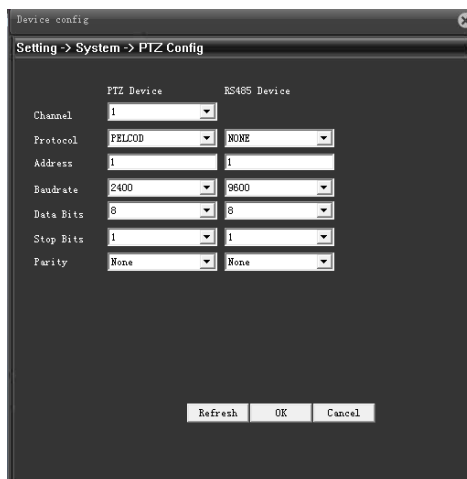 Device config
Setting -> System -> PTZ Config
PTZ Device RS485 Device
Channel 1
Protocol PELCOD NONE
Address 1 1
Baudrate 2400 9600
Data Bits 8 8
Stop Bits 1 1
Parity None None
Refresh OK Cancel